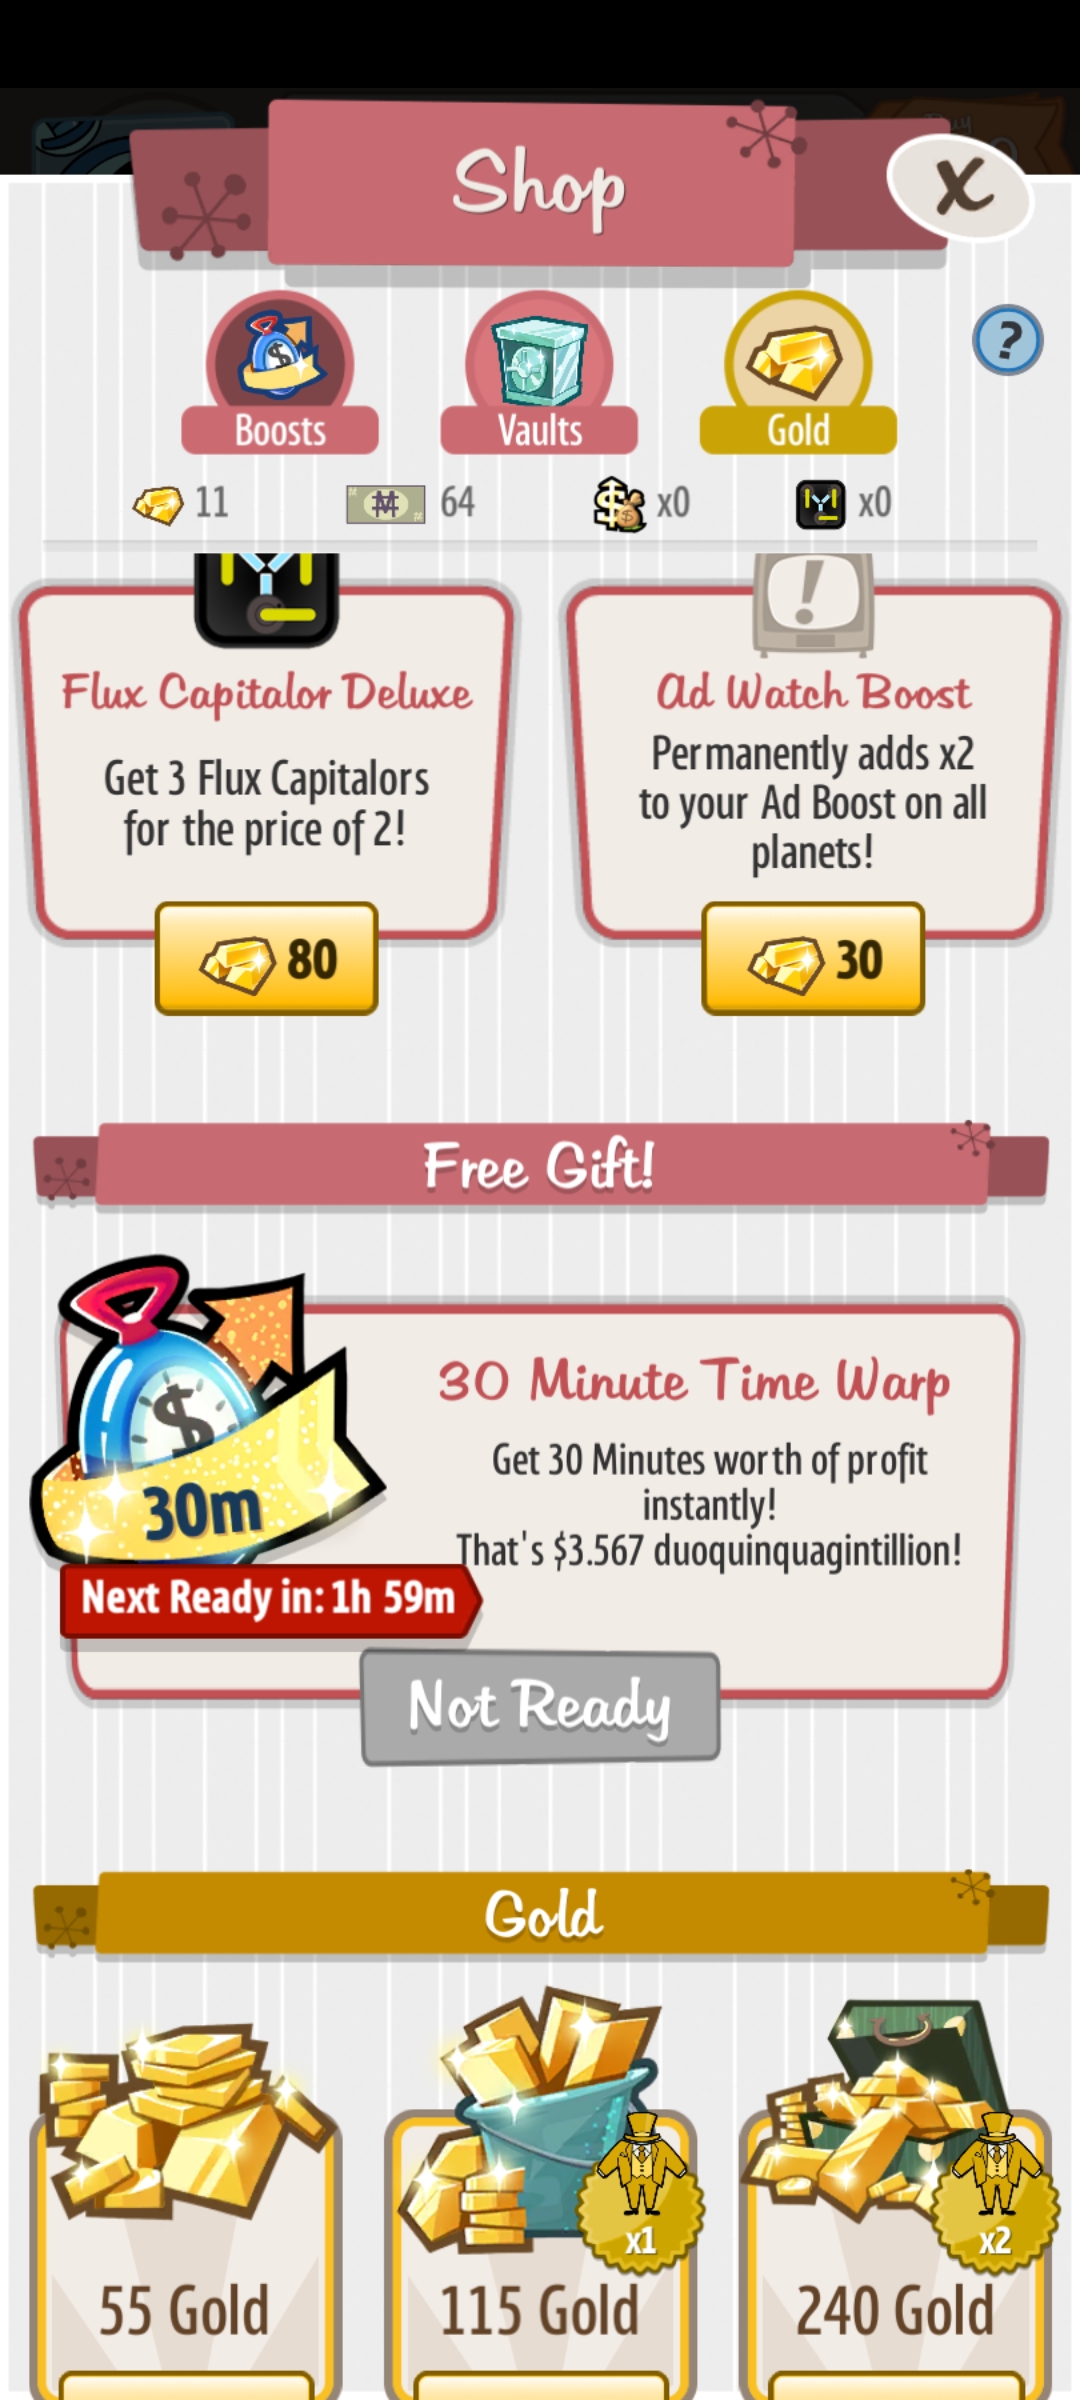 Shop
X
?
Boosts
Vaults
Gold
11
64
x0
x0
Flux Capitalor Deluxe
Get 3 Flux Capitalors
for the price of 2!
80
Ad Watch Boost
Permanently adds x2
to your Ad Boost on all
planets!
30
Free Gift!
30m
30 Minute Time Warp
Get 30 Minutes worth of profit
instantly!
That's $3.567 duoquinquagintillion!
Next Ready in: 1h 59m
Not Ready
Gold
x1
x2
55 Gold
115 Gold
240 Gold